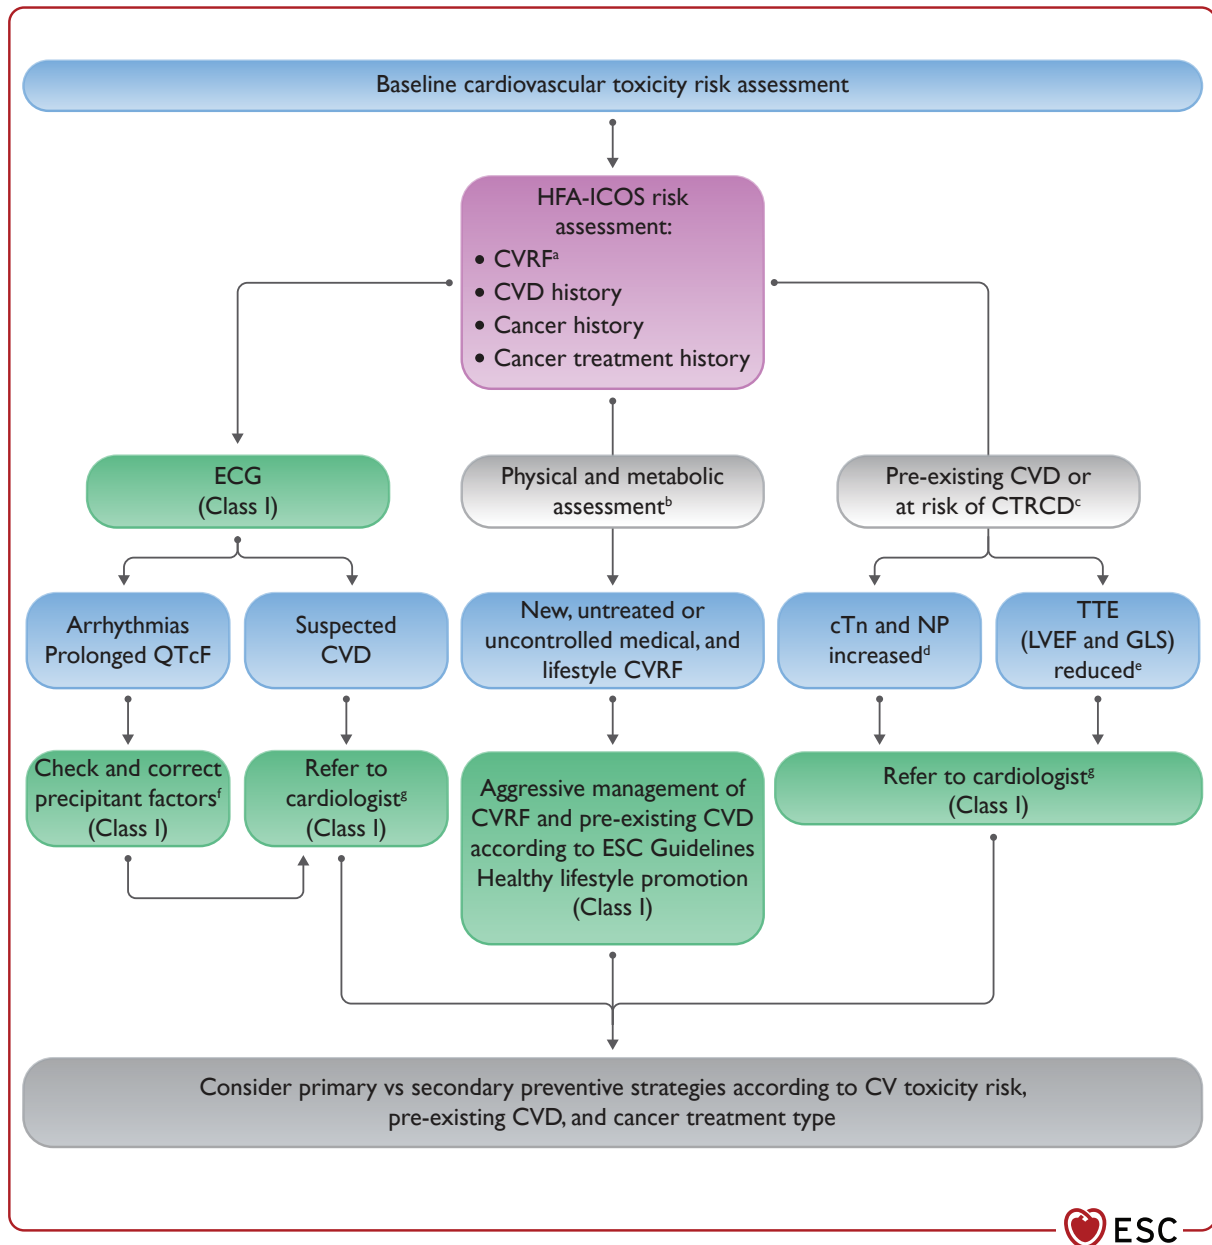 Baseline cardiovascular toxicity risk assessment
HFA-ICOS risk
assessment:
• CVRFa
• CVD history
• Cancer history
• Cancer treatment history
ECG
(Class I)
Physical and metabolic
assessmentb
Pre-existing CVD or
at risk of CTRCDc
Arrhythmias
Prolonged QTcF
Suspected
CVD
New, untreated or
uncontrolled medical, and
lifestyle CVRF
cTn and NP
increasedd
TTE
(LVEF and GLS)
reducede
Check and correct
precipitant factorsf
(Class I)
Refer to
cardiologistg
(Class I)
Aggressive management of
CVRF and pre-existing CVD
according to ESC Guidelines
Healthy lifestyle promotion
(Class I)
Refer to cardiologistg
(Class I)
Consider primary vs secondary preventive strategies according to CV toxicity risk,
pre-existing CVD, and cancer treatment type
ESC